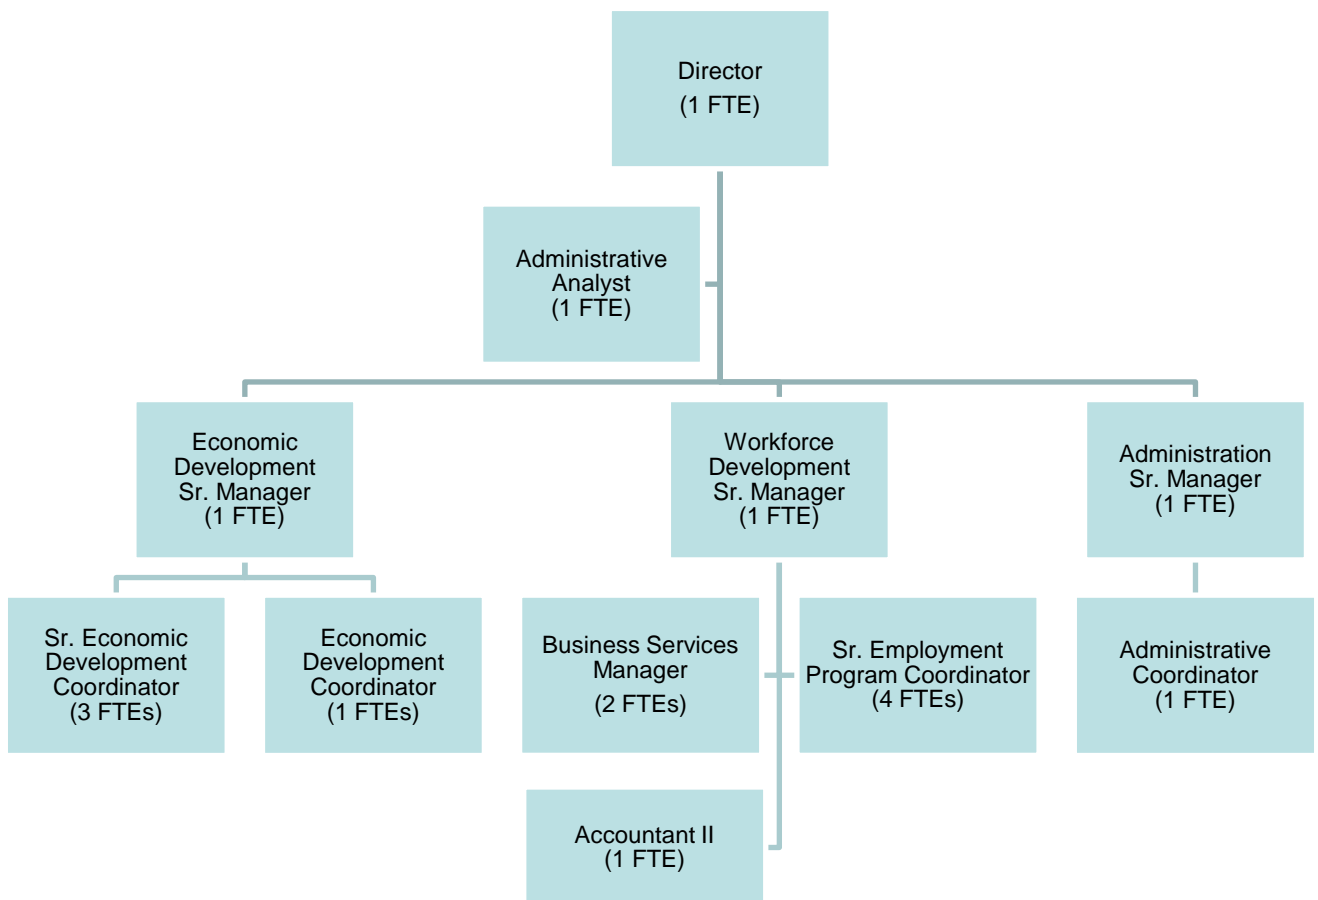 Director
(1 FTE)
Administrative
Analyst
(1 FTE)
Economic
Development
Sr. Manager
(1 FTE)
Workforce
Development
Sr. Manager
(1 FTE)
Administration
Sr. Manager
(1 FTE)
Sr. Economic
Development
Coordinator
(3 FTEs)
Economic
Development
Coordinator
(1 FTEs)
Business Services
Manager
(2 FTEs)
Sr. Employment
Program Coordinator
(4 FTEs)
Administrative
Coordinator
(1 FTE)
Accountant II
(1 FTE)